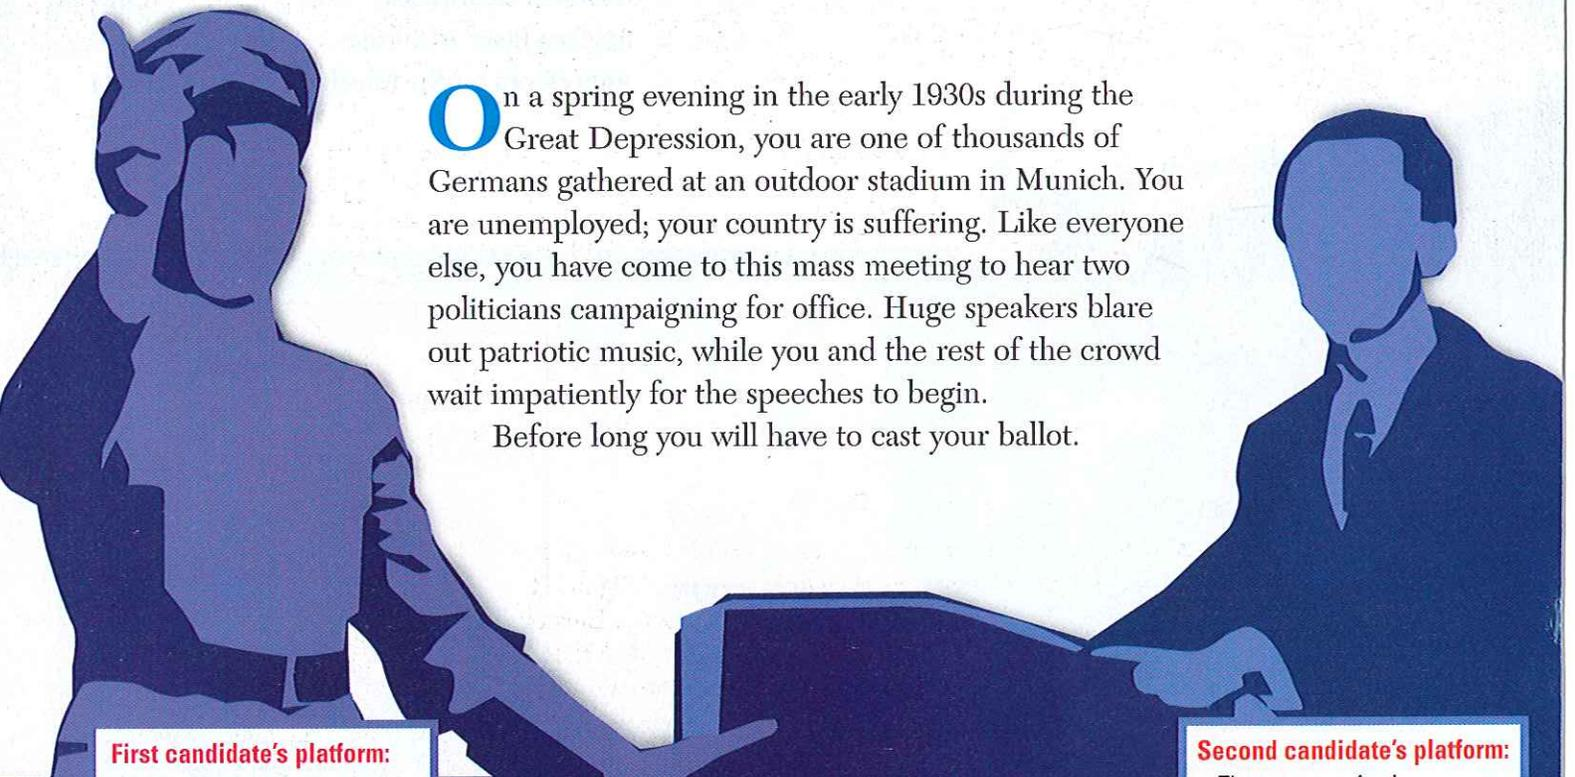 On a spring evening in the early 1930s during the
Great Depression, you are one of thousands of
Germans gathered at an outdoor stadium in Munich. You
are unemployed; your country is suffering. Like everyone
else, you have come to this mass meeting to hear two
politicians campaigning for office. Huge speakers blare
out patriotic music, while you and the rest of the crowd
wait impatiently for the speeches to begin.
Before long you will have to cast your ballot.
First candidate's platform:
Second candidate's platform: